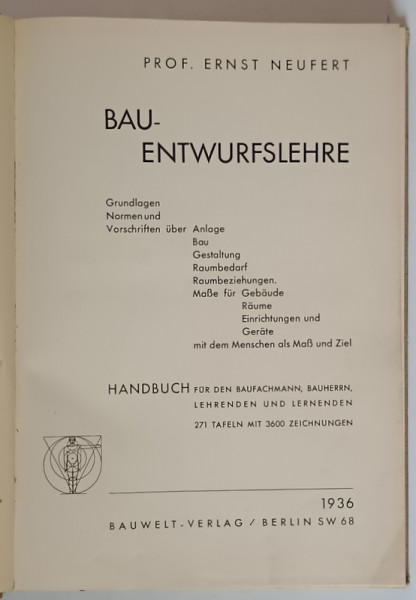 PROF. ERNST NEUFERT
BAU-
ENTWURFSLEHRE
Grundlagen
Normen und
Vorschriften über Anlage
Bau
Gestaltung
Raumbedarf
Raumbeziehungen.
Maße für Gebäude
Räume
Einrichtungen und
Geräte
mit dem Menschen als Maß und Ziel
HANDBUCH FÜR DEN BAUFACHMANN, BAUHERRN,
LEHRENDEN UND LERNENDEN
271 TAFELN MIT 3600 ZEICHNUNGEN
1936
BAUWELT-VERLAG / BERLIN SW 68